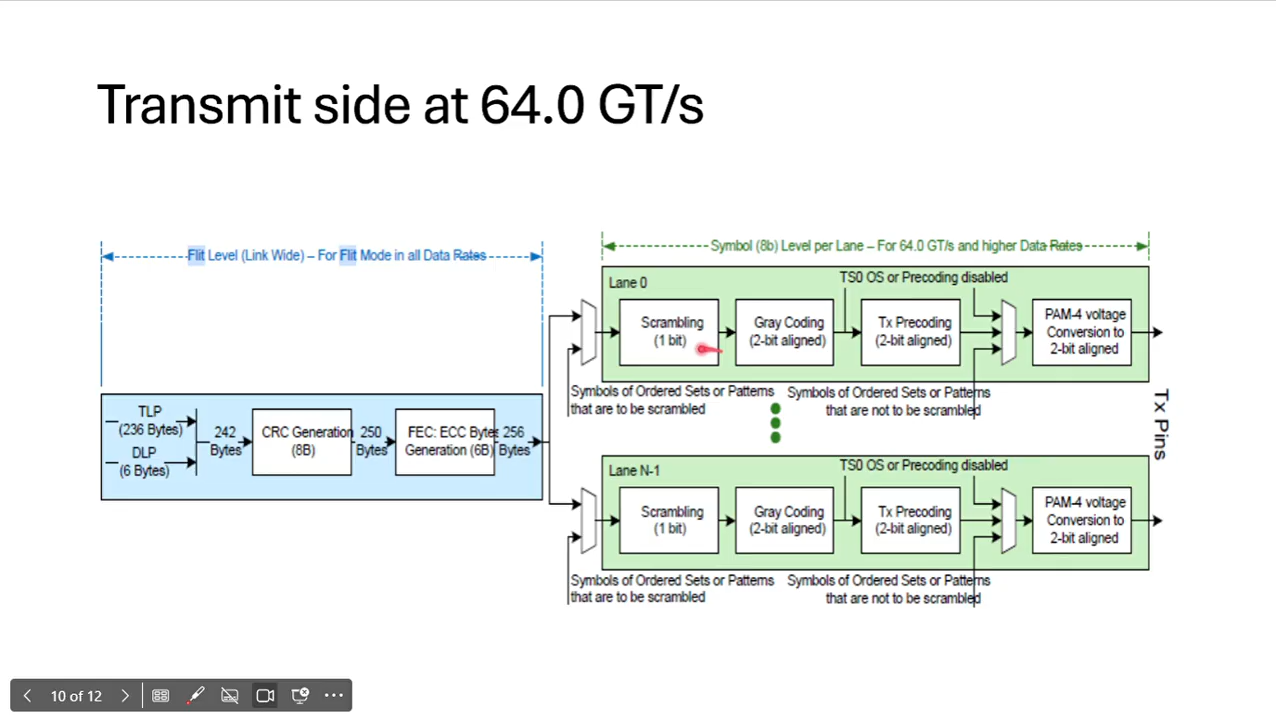 Transmit side at 64.0 GT/s
Flit Level (Link Wide) – For Flit Mode in all Data Rates
Symbol (8b) Level per Lane – For 64.0 GT/s and higher Data Rates
Lane 0
TS0 OS or Precoding disabled
Scrambling
(1 bit)
Gray Coding
(2-bit aligned)
Tx Precoding
(2-bit aligned)
PAM-4 voltage
Conversion to
2-bit aligned
Symbols of Ordered Sets or Patterns
that are to be scrambled
Symbols of Ordered Sets or Patterns
that are not to be scrambled
TLP
(236 Bytes)
DLP
(6 Bytes)
242
Bytes
CRC Generation
(8B)
250
Bytes
FEC: ECC Bytes
Generation (6B)
256
Bytes
Tx Pins
Lane N-1
TS0 OS or Precoding disabled
Scrambling
(1 bit)
Gray Coding
(2-bit aligned)
Tx Precoding
(2-bit aligned)
PAM-4 voltage
Conversion to
2-bit aligned
Symbols of Ordered Sets or Patterns
that are to be scrambled
Symbols of Ordered Sets or Patterns
that are not to be scrambled
10 of 12